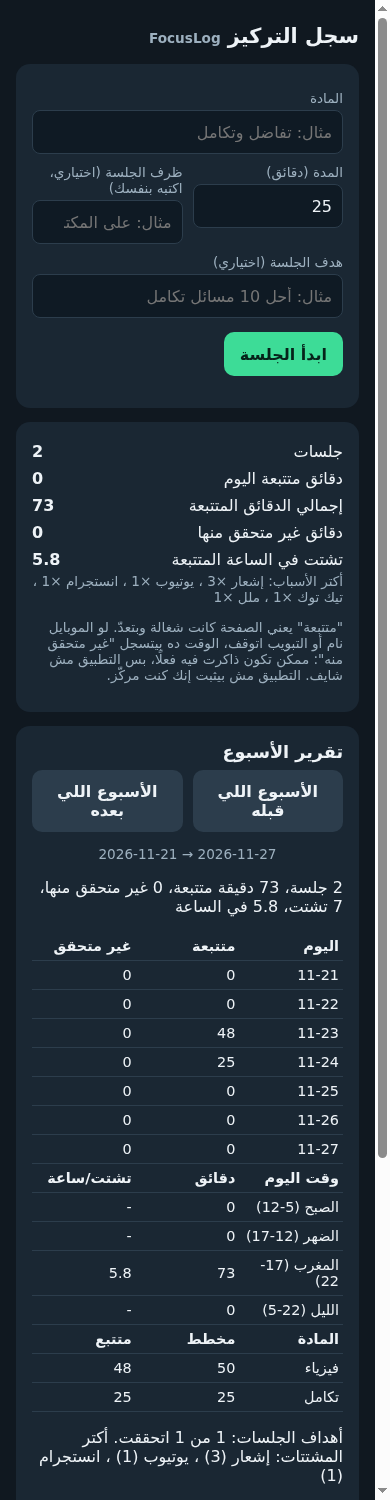 سجل التركيز FocusLog
المادة
مثال: تفاضل وتكامل
المدة (دقائق)
25
ظرف الجلسة (اختياري،
اكتبه بنفسك)
مثال: على المكتـ
هدف الجلسة (اختياري)
مثال: أحل 10 مسائل تكامل
ابدأ الجلسة
جلسات 2
دقائق متتبعة اليوم 0
إجمالي الدقائق المتتبعة 73
دقائق غير متحقق منها 0
تشتت في الساعة المتتبعة 5.8
أكتر الأسباب: إشعار ×3 ، يوتيوب ×1 ، انستجرام ×1 ،
تيك توك ×1 ، ملل ×1
"متتبعة" يعني الصفحة كانت شغالة وبتعدّ. لو الموبايل
نام أو التبويب اتوقف، الوقت ده بيتسجل "غير متحقق
منه": ممكن تكون ذاكرت فيه فعلًا، بس التطبيق مش
شايف. التطبيق مش بيثبت إنك كنت مركّز.
تقرير الأسبوع
الأسبوع اللي
قبله
الأسبوع اللي
بعده
2026-11-21 → 2026-11-27
2 جلسة، 73 دقيقة متتبعة، 0 غير متحقق منها،
7 تشتت، 5.8 في الساعة
اليوم متتبعة غير متحقق
11-21 0 0
11-22 0 0
11-23 48 0
11-24 25 0
11-25 0 0
11-26 0 0
11-27 0 0
وقت اليوم دقائق تشتت/ساعة
الصبح (5-12) 0 -
الضهر (12-17) 0 -
المغرب (17-
22) 73 5.8
الليل (22-5) 0 -
المادة مخطط متتبع
فيزياء 50 48
تكامل 25 25
أهداف الجلسات: 1 من 1 اتحققت. أكتر
المشتتات: إشعار (3) ، يوتيوب (1) ، انستجرام
(1)